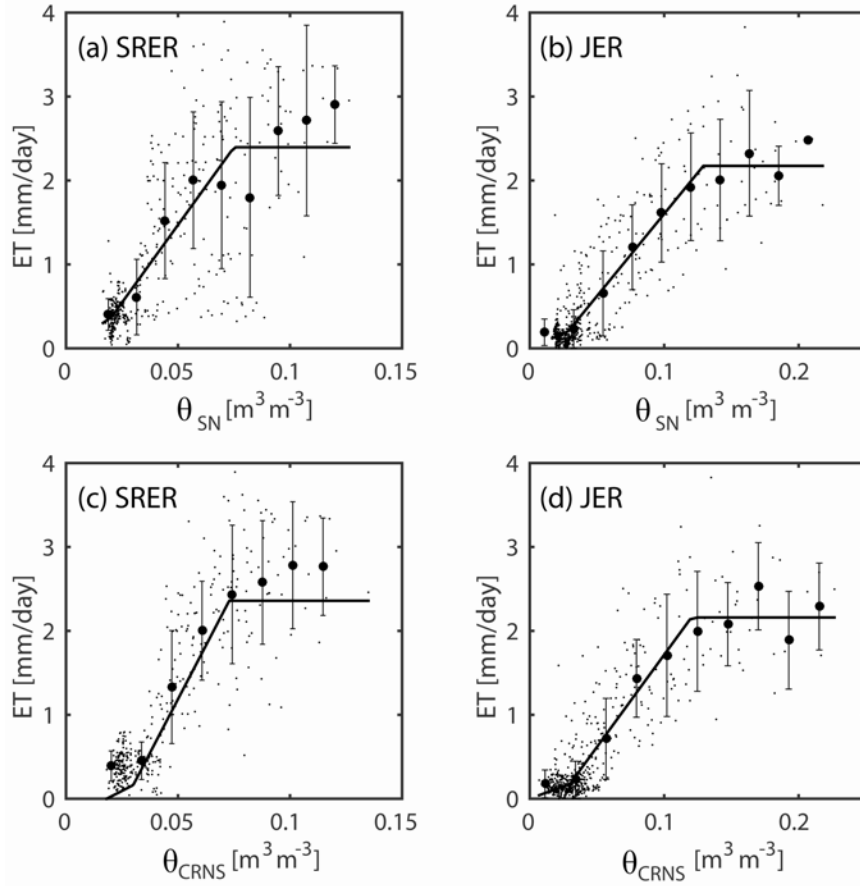 (a) SRER
ET [mm/day]
4
3
2
1
0
0 0.05 0.1 0.15
θSN [m³ m⁻³]
(b) JER
ET [mm/day]
4
3
2
1
0
0 0.1 0.2
θSN [m³ m⁻³]
(c) SRER
ET [mm/day]
4
3
2
1
0
0 0.05 0.1 0.15
θCRNS [m³ m⁻³]
(d) JER
ET [mm/day]
4
3
2
1
0
0 0.1 0.2
θCRNS [m³ m⁻³]